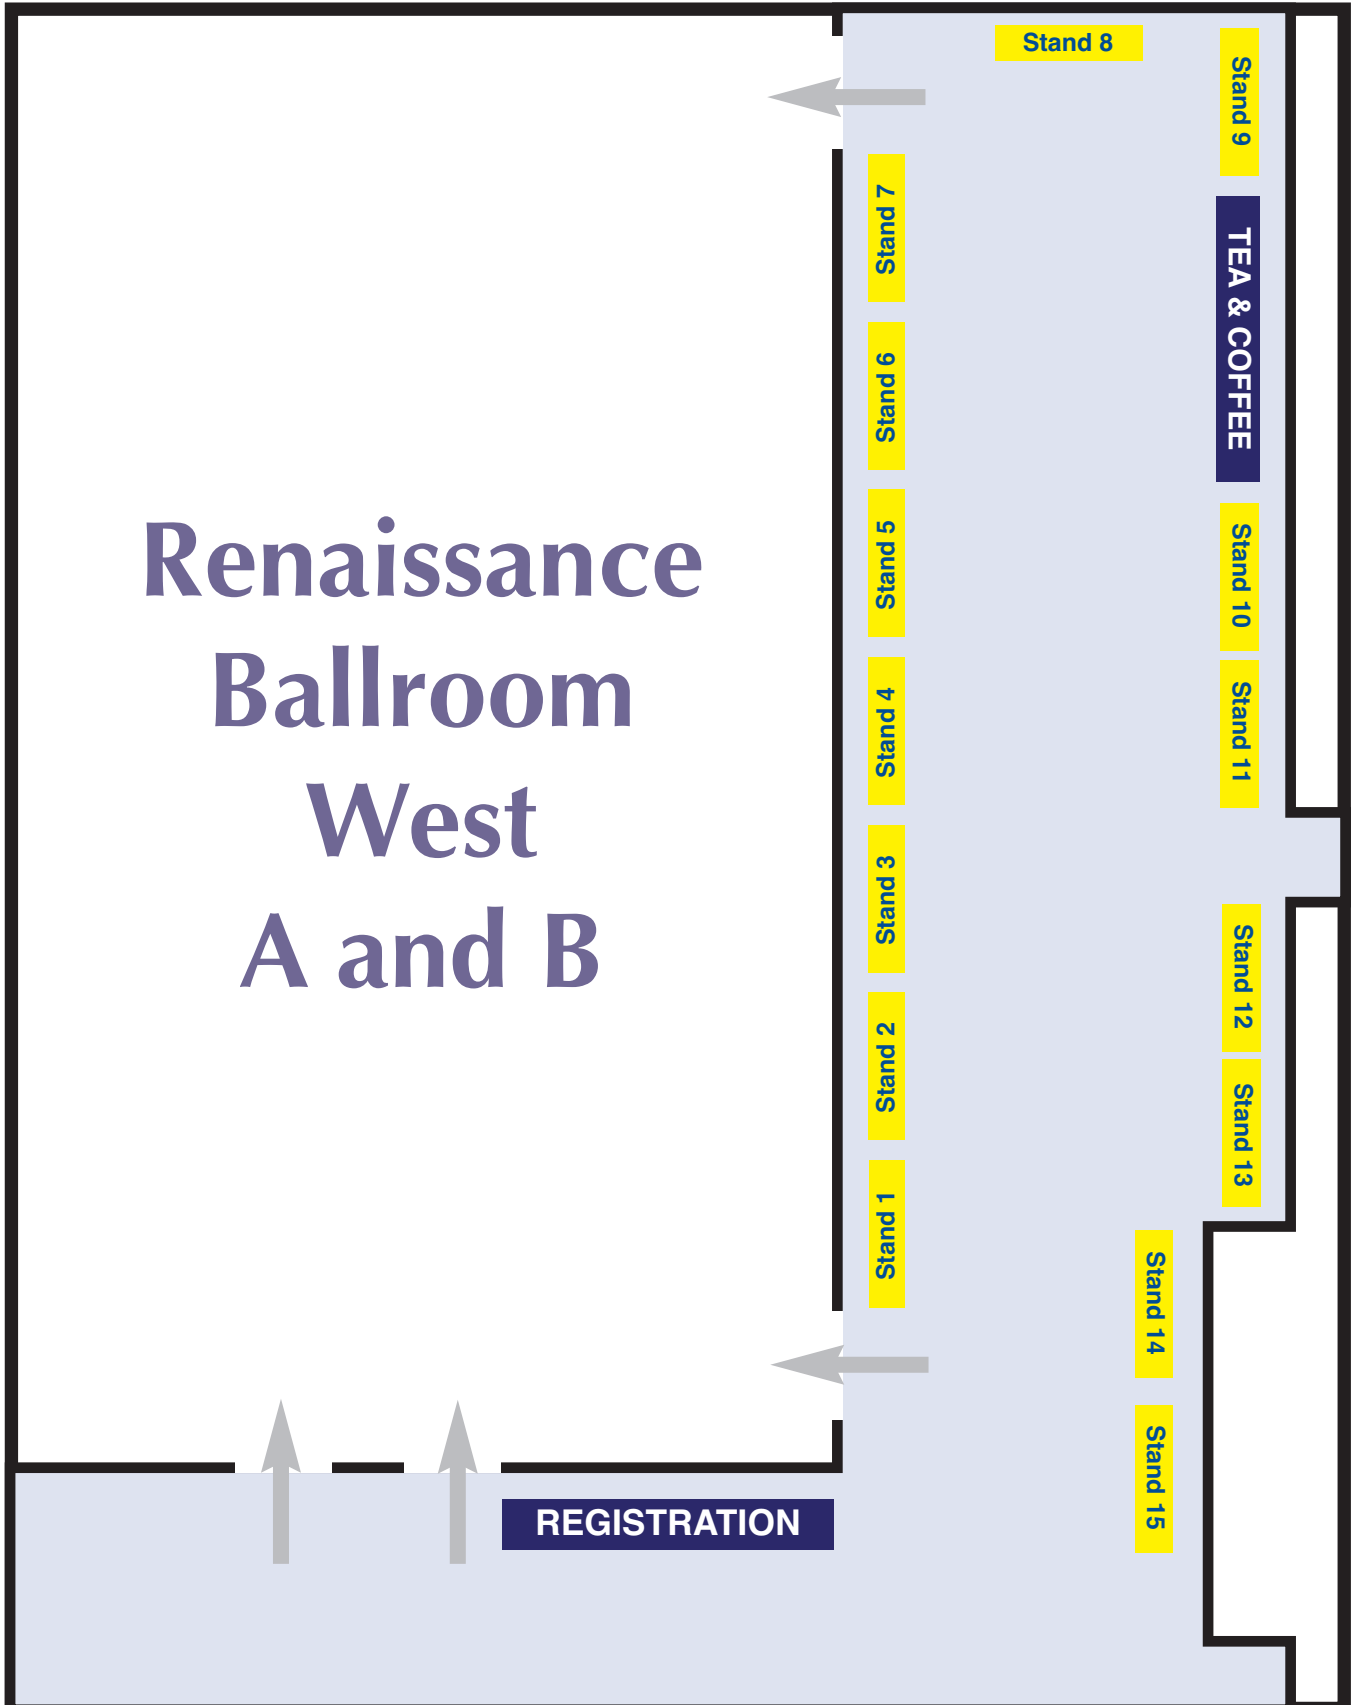 Stand 8
Stand 9
TEA & COFFEE
Stand 7
Stand 6
Stand 5
Stand 4
Stand 3
Stand 2
Stand 1
Stand 10
Stand 11
Stand 12
Stand 13
Stand 14
Stand 15
Renaissance
Ballroom
West
A and B
REGISTRATION